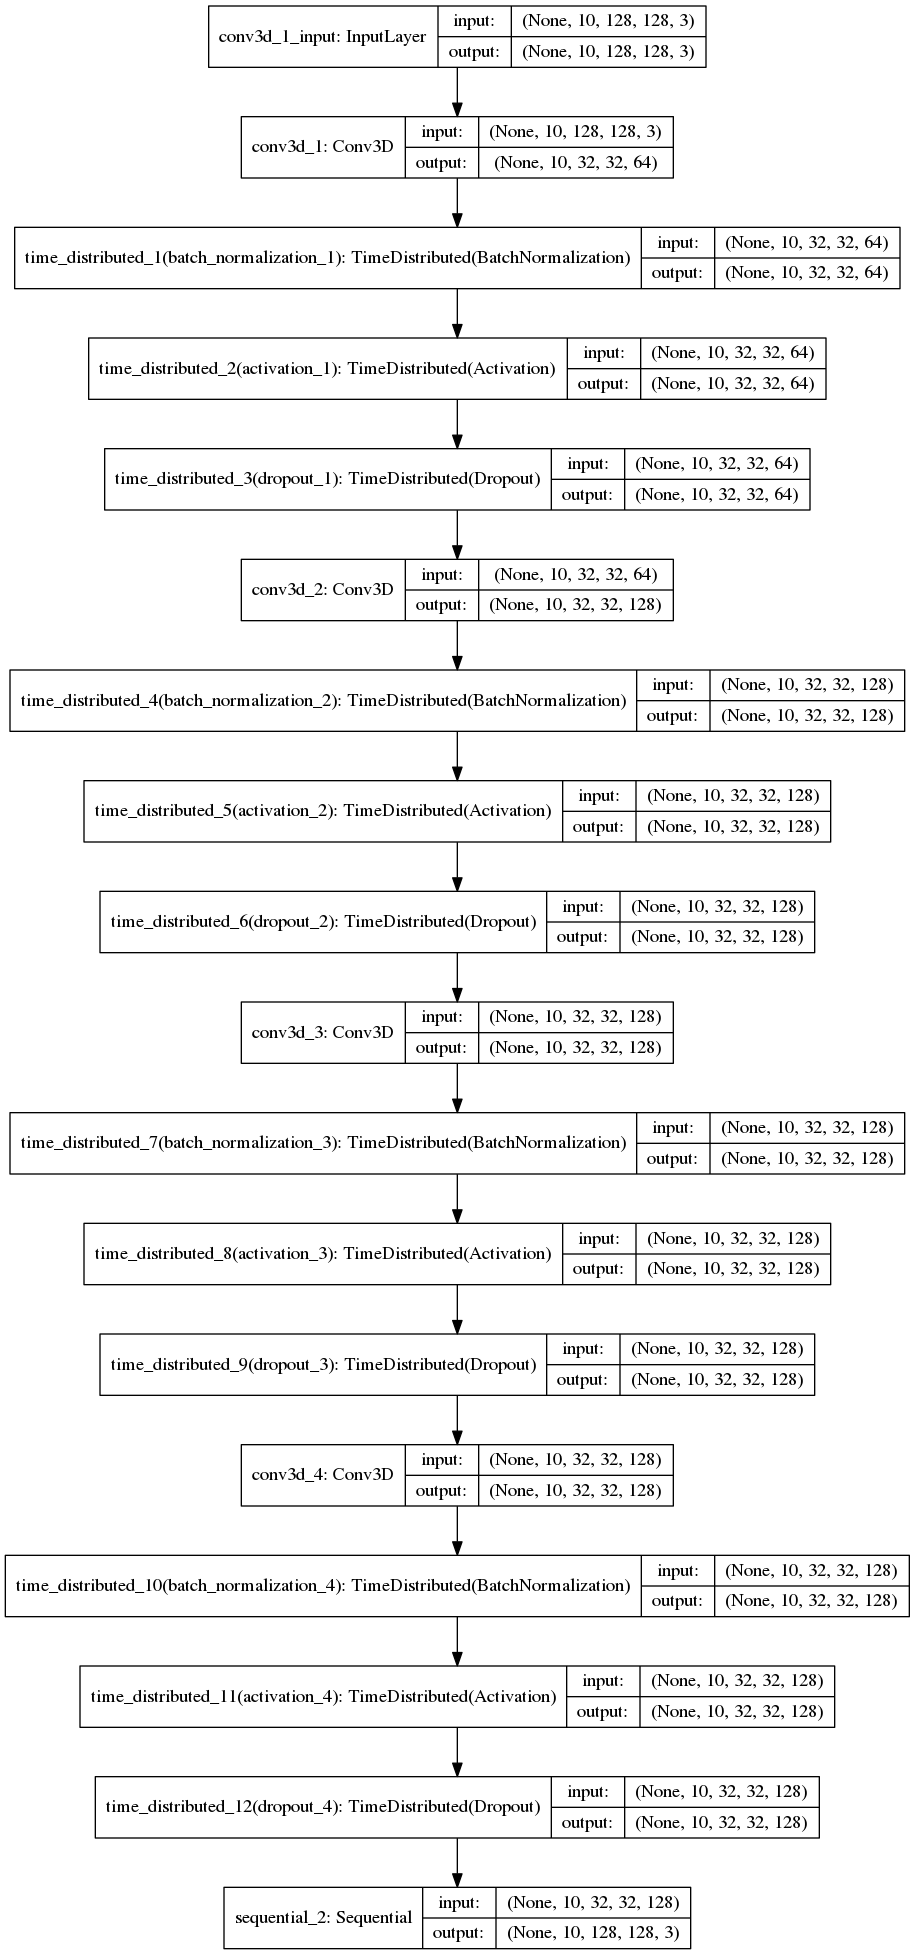 conv3d_1_input: InputLayer
input: (None, 10, 128, 128, 3)
output: (None, 10, 128, 128, 3)
conv3d_1: Conv3D
input: (None, 10, 128, 128, 3)
output: (None, 10, 32, 32, 64)
time_distributed_1(batch_normalization_1): TimeDistributed(BatchNormalization)
input: (None, 10, 32, 32, 64)
output: (None, 10, 32, 32, 64)
time_distributed_2(activation_1): TimeDistributed(Activation)
input: (None, 10, 32, 32, 64)
output: (None, 10, 32, 32, 64)
time_distributed_3(dropout_1): TimeDistributed(Dropout)
input: (None, 10, 32, 32, 64)
output: (None, 10, 32, 32, 64)
conv3d_2: Conv3D
input: (None, 10, 32, 32, 64)
output: (None, 10, 32, 32, 128)
time_distributed_4(batch_normalization_2): TimeDistributed(BatchNormalization)
input: (None, 10, 32, 32, 128)
output: (None, 10, 32, 32, 128)
time_distributed_5(activation_2): TimeDistributed(Activation)
input: (None, 10, 32, 32, 128)
output: (None, 10, 32, 32, 128)
time_distributed_6(dropout_2): TimeDistributed(Dropout)
input: (None, 10, 32, 32, 128)
output: (None, 10, 32, 32, 128)
conv3d_3: Conv3D
input: (None, 10, 32, 32, 128)
output: (None, 10, 32, 32, 128)
time_distributed_7(batch_normalization_3): TimeDistributed(BatchNormalization)
input: (None, 10, 32, 32, 128)
output: (None, 10, 32, 32, 128)
time_distributed_8(activation_3): TimeDistributed(Activation)
input: (None, 10, 32, 32, 128)
output: (None, 10, 32, 32, 128)
time_distributed_9(dropout_3): TimeDistributed(Dropout)
input: (None, 10, 32, 32, 128)
output: (None, 10, 32, 32, 128)
conv3d_4: Conv3D
input: (None, 10, 32, 32, 128)
output: (None, 10, 32, 32, 128)
time_distributed_10(batch_normalization_4): TimeDistributed(BatchNormalization)
input: (None, 10, 32, 32, 128)
output: (None, 10, 32, 32, 128)
time_distributed_11(activation_4): TimeDistributed(Activation)
input: (None, 10, 32, 32, 128)
output: (None, 10, 32, 32, 128)
time_distributed_12(dropout_4): TimeDistributed(Dropout)
input: (None, 10, 32, 32, 128)
output: (None, 10, 32, 32, 128)
sequential_2: Sequential
input: (None, 10, 32, 32, 128)
output: (None, 10, 128, 128, 3)